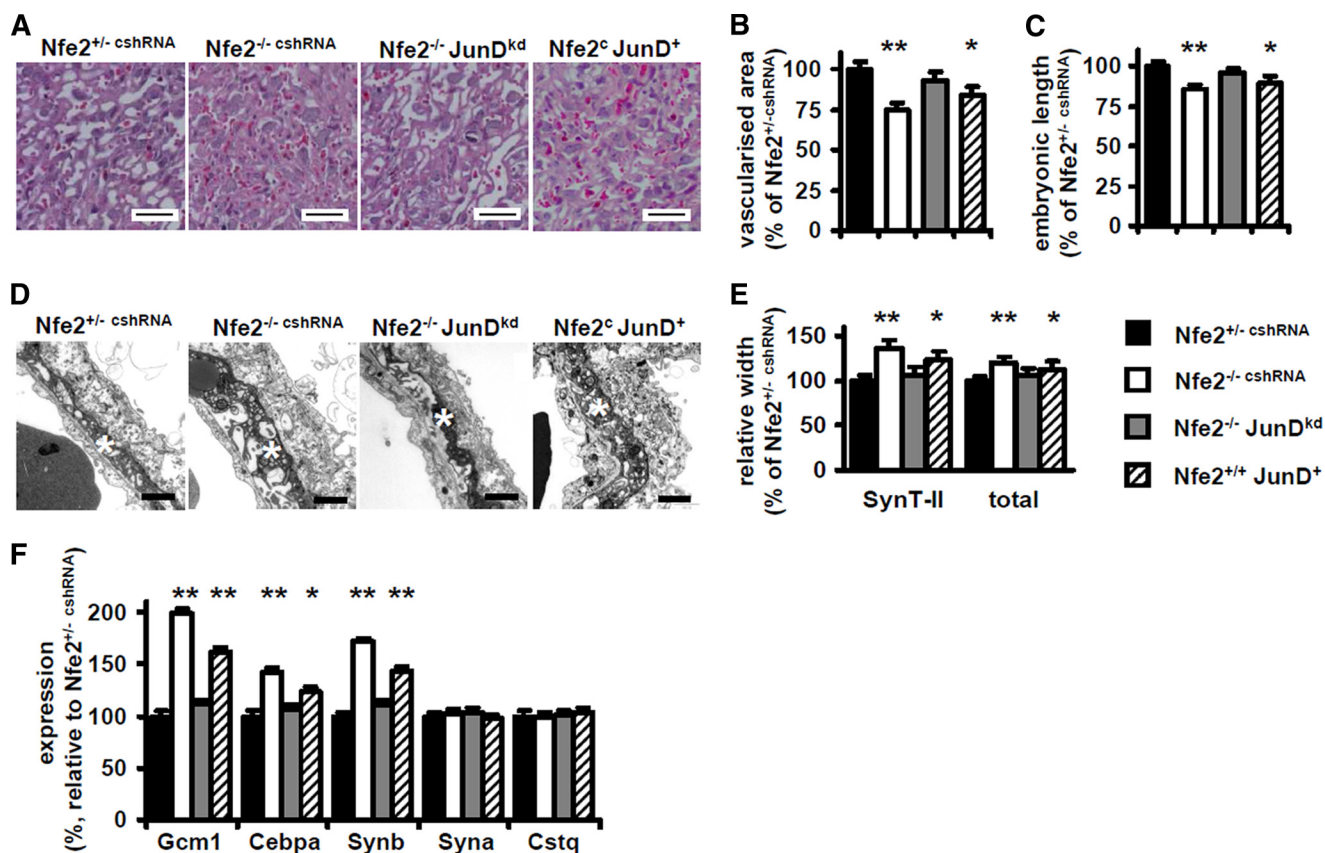 A
Nfe2+/- cshRNA Nfe2-/- cshRNA Nfe2-/- JunDkd Nfe2c JunD+
B
vascularised area
(% of Nfe2+/-cshRNA)
100
75
50
25
0
** *
C
embryonic length
(% of Nfe2+/- cshRNA)
100
75
50
25
0
** *
D
Nfe2+/- cshRNA Nfe2-/- cshRNA Nfe2-/- JunDkd Nfe2c JunD+
* * * *
E
relative width
(% of Nfe2+/- cshRNA)
150
100
50
0
** * ** *
SynT-II total
Nfe2+/- cshRNA
Nfe2-/- cshRNA
Nfe2-/- JunDkd
Nfe2+/+ JunD+
F
expression
(%, relative to Nfe2+/- cshRNA)
200
150
100
50
0
** ** ** * ** **
Gcm1 Cebpa Synb Syna Cstq